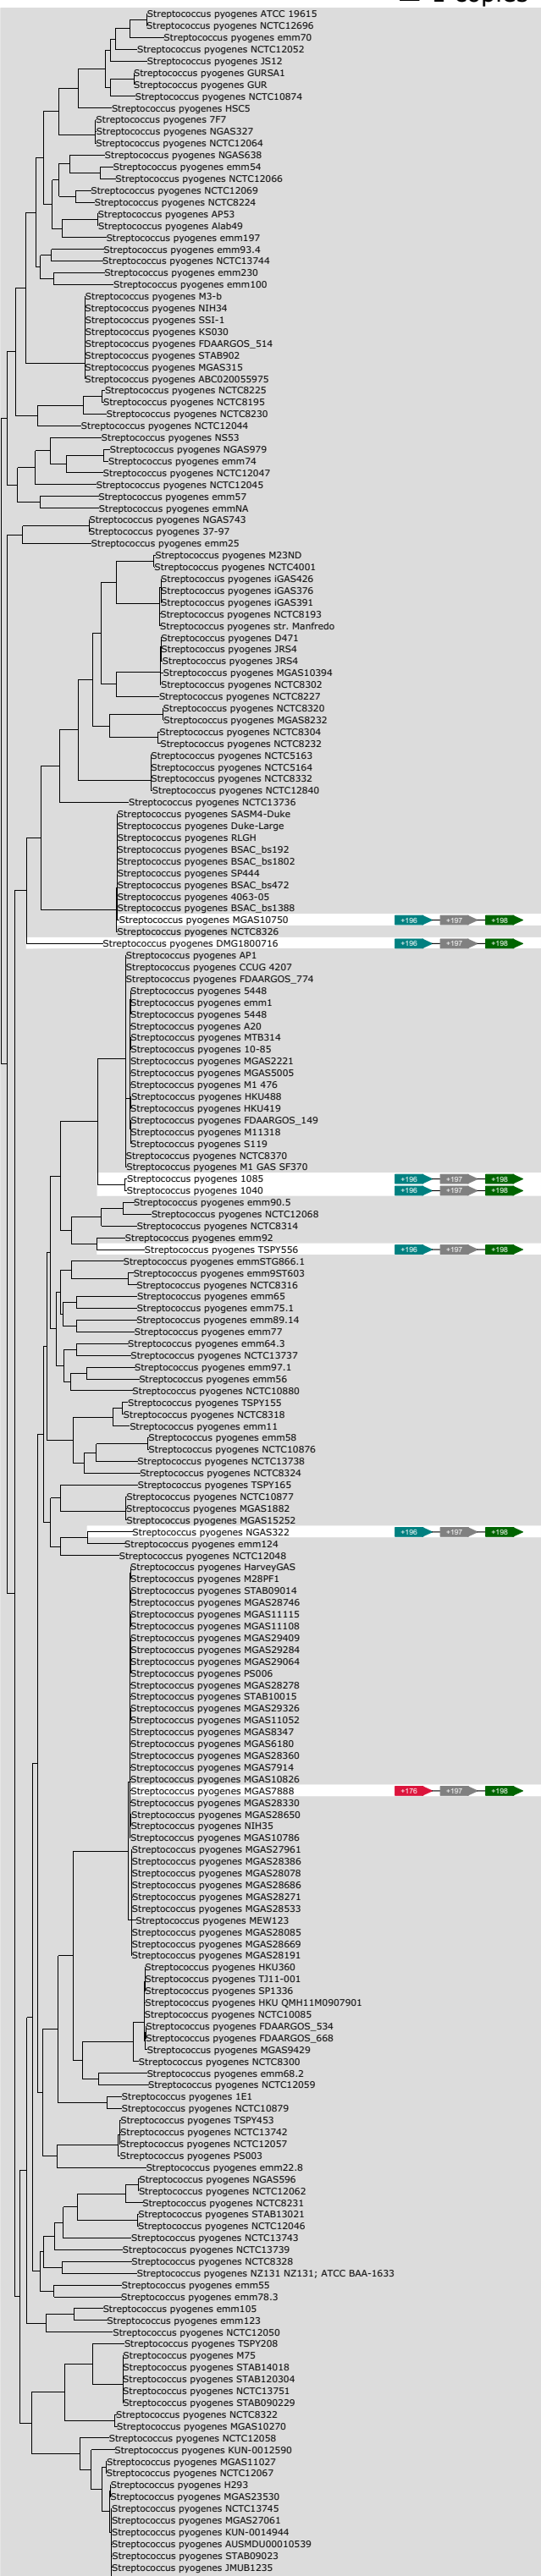 Streptococcus pyogenes ATCC 19615
Streptococcus pyogenes NCTC12696
Streptococcus pyogenes emm70
Streptococcus pyogenes NCTC12052
Streptococcus pyogenes JS12
Streptococcus pyogenes GURSA1
Streptococcus pyogenes GUR
Streptococcus pyogenes NCTC10874
Streptococcus pyogenes HSC5
Streptococcus pyogenes 7F7
Streptococcus pyogenes NGAS327
Streptococcus pyogenes NCTC12064
Streptococcus pyogenes NGAS638
Streptococcus pyogenes emm54
Streptococcus pyogenes NCTC12066
Streptococcus pyogenes NCTC12069
Streptococcus pyogenes NCTC8224
Streptococcus pyogenes AP53
Streptococcus pyogenes Alab49
Streptococcus pyogenes emm197
Streptococcus pyogenes emm93.4
Streptococcus pyogenes NCTC13744
Streptococcus pyogenes emm230
Streptococcus pyogenes emm100
Streptococcus pyogenes M3-b
Streptococcus pyogenes NIH34
Streptococcus pyogenes SSI-1
Streptococcus pyogenes KS030
Streptococcus pyogenes FDAARGOS_514
Streptococcus pyogenes STAB902
Streptococcus pyogenes MGAS315
Streptococcus pyogenes ABC020055975
Streptococcus pyogenes NCTC8225
Streptococcus pyogenes NCTC8195
Streptococcus pyogenes NCTC8230
Streptococcus pyogenes NCTC12044
Streptococcus pyogenes NS53
Streptococcus pyogenes NGAS979
Streptococcus pyogenes emm74
Streptococcus pyogenes NCTC12047
Streptococcus pyogenes NCTC12045
Streptococcus pyogenes emm57
Streptococcus pyogenes emmNA
Streptococcus pyogenes NGAS743
Streptococcus pyogenes 37-97
Streptococcus pyogenes emm25
Streptococcus pyogenes M23ND
Streptococcus pyogenes NCTC4001
Streptococcus pyogenes iGAS426
Streptococcus pyogenes iGAS376
Streptococcus pyogenes iGAS391
Streptococcus pyogenes NCTC8193
Streptococcus pyogenes str. Manfredo
Streptococcus pyogenes D471
Streptococcus pyogenes JRS4
Streptococcus pyogenes JRS4
Streptococcus pyogenes MGAS10394
Streptococcus pyogenes NCTC8302
Streptococcus pyogenes NCTC8227
Streptococcus pyogenes NCTC8320
Streptococcus pyogenes MGAS8232
Streptococcus pyogenes NCTC8304
Streptococcus pyogenes NCTC8232
Streptococcus pyogenes NCTC5163
Streptococcus pyogenes NCTC5164
Streptococcus pyogenes NCTC8332
Streptococcus pyogenes NCTC12840
Streptococcus pyogenes NCTC13736
Streptococcus pyogenes SASM4-Duke
Streptococcus pyogenes Duke-Large
Streptococcus pyogenes RLGH
Streptococcus pyogenes BSAC_bs192
Streptococcus pyogenes BSAC_bs1802
Streptococcus pyogenes SP444
Streptococcus pyogenes BSAC_bs472
Streptococcus pyogenes 4063-05
Streptococcus pyogenes BSAC_bs1388
Streptococcus pyogenes MGAS10750 +196 +197 +198
Streptococcus pyogenes NCTC8326
Streptococcus pyogenes DMG1800716 +196 +197 +198
Streptococcus pyogenes AP1
Streptococcus pyogenes CCUG 4207
Streptococcus pyogenes FDAARGOS_774
Streptococcus pyogenes 5448
Streptococcus pyogenes emm1
Streptococcus pyogenes 5448
Streptococcus pyogenes A20
Streptococcus pyogenes MTB314
Streptococcus pyogenes 10-85
Streptococcus pyogenes MGAS2221
Streptococcus pyogenes MGAS5005
Streptococcus pyogenes M1 476
Streptococcus pyogenes HKU488
Streptococcus pyogenes HKU419
Streptococcus pyogenes FDAARGOS_149
Streptococcus pyogenes M11318
Streptococcus pyogenes S119
Streptococcus pyogenes NCTC8370
Streptococcus pyogenes M1 GAS SF370
Streptococcus pyogenes 1085 +196 +197 +198
Streptococcus pyogenes 1040 +196 +197 +198
Streptococcus pyogenes emm90.5
Streptococcus pyogenes NCTC12068
Streptococcus pyogenes NCTC8314
Streptococcus pyogenes emm92
Streptococcus pyogenes TSPY556 +196 +197 +198
Streptococcus pyogenes emmSTG866.1
Streptococcus pyogenes emm9ST603
Streptococcus pyogenes NCTC8316
Streptococcus pyogenes emm65
Streptococcus pyogenes emm75.1
Streptococcus pyogenes emm89.14
Streptococcus pyogenes emm77
Streptococcus pyogenes emm64.3
Streptococcus pyogenes NCTC13737
Streptococcus pyogenes emm97.1
Streptococcus pyogenes emm56
Streptococcus pyogenes NCTC10880
Streptococcus pyogenes TSPY155
Streptococcus pyogenes NCTC8318
Streptococcus pyogenes emm11
Streptococcus pyogenes emm58
Streptococcus pyogenes NCTC10876
Streptococcus pyogenes NCTC13738
Streptococcus pyogenes NCTC8324
Streptococcus pyogenes TSPY165
Streptococcus pyogenes NCTC10877
Streptococcus pyogenes MGAS1882
Streptococcus pyogenes MGAS15252
Streptococcus pyogenes NGAS322 +196 +197 +198
Streptococcus pyogenes emm124
Streptococcus pyogenes NCTC12048
Streptococcus pyogenes HarveyGAS
Streptococcus pyogenes M28PF1
Streptococcus pyogenes STAB09014
Streptococcus pyogenes MGAS28746
Streptococcus pyogenes MGAS11115
Streptococcus pyogenes MGAS11108
Streptococcus pyogenes MGAS29409
Streptococcus pyogenes MGAS29284
Streptococcus pyogenes MGAS29064
Streptococcus pyogenes PS006
Streptococcus pyogenes MGAS28278
Streptococcus pyogenes STAB10015
Streptococcus pyogenes MGAS29326
Streptococcus pyogenes MGAS11052
Streptococcus pyogenes MGAS8347
Streptococcus pyogenes MGAS6180
Streptococcus pyogenes MGAS28360
Streptococcus pyogenes MGAS7914
Streptococcus pyogenes MGAS10826
Streptococcus pyogenes MGAS7888 +176 +197 +198
Streptococcus pyogenes MGAS28330
Streptococcus pyogenes MGAS28650
Streptococcus pyogenes NIH35
Streptococcus pyogenes MGAS10786
Streptococcus pyogenes MGAS27961
Streptococcus pyogenes MGAS28386
Streptococcus pyogenes MGAS28078
Streptococcus pyogenes MGAS28686
Streptococcus pyogenes MGAS28271
Streptococcus pyogenes MGAS28533
Streptococcus pyogenes MEW123
Streptococcus pyogenes MGAS28085
Streptococcus pyogenes MGAS28669
Streptococcus pyogenes MGAS28191
Streptococcus pyogenes HKU360
Streptococcus pyogenes TJ11-001
Streptococcus pyogenes SP1336
Streptococcus pyogenes HKU QMH11M0907901
Streptococcus pyogenes NCTC10085
Streptococcus pyogenes FDAARGOS_534
Streptococcus pyogenes FDAARGOS_668
Streptococcus pyogenes MGAS9429
Streptococcus pyogenes NCTC8300
Streptococcus pyogenes emm68.2
Streptococcus pyogenes NCTC12059
Streptococcus pyogenes 1E1
Streptococcus pyogenes NCTC10879
Streptococcus pyogenes TSPY453
Streptococcus pyogenes NCTC13742
Streptococcus pyogenes NCTC12057
Streptococcus pyogenes PS003
Streptococcus pyogenes emm22.8
Streptococcus pyogenes NGAS596
Streptococcus pyogenes NCTC12062
Streptococcus pyogenes NCTC8231
Streptococcus pyogenes STAB13021
Streptococcus pyogenes NCTC12046
Streptococcus pyogenes NCTC13743
Streptococcus pyogenes NCTC13739
Streptococcus pyogenes NCTC8328
Streptococcus pyogenes NZ131 NZ131; ATCC BAA-1633
Streptococcus pyogenes emm55
Streptococcus pyogenes emm78.3
Streptococcus pyogenes emm105
Streptococcus pyogenes emm123
Streptococcus pyogenes NCTC12050
Streptococcus pyogenes TSPY208
Streptococcus pyogenes M75
Streptococcus pyogenes STAB14018
Streptococcus pyogenes STAB120304
Streptococcus pyogenes NCTC13751
Streptococcus pyogenes STAB090229
Streptococcus pyogenes NCTC8322
Streptococcus pyogenes MGAS10270
Streptococcus pyogenes NCTC12058
Streptococcus pyogenes KUN-0012590
Streptococcus pyogenes MGAS11027
Streptococcus pyogenes NCTC12067
Streptococcus pyogenes H293
Streptococcus pyogenes MGAS23530
Streptococcus pyogenes NCTC13745
Streptococcus pyogenes MGAS27061
Streptococcus pyogenes KUN-0014944
Streptococcus pyogenes AUSMDU00010539
Streptococcus pyogenes STAB09023
Streptococcus pyogenes JMUB1235